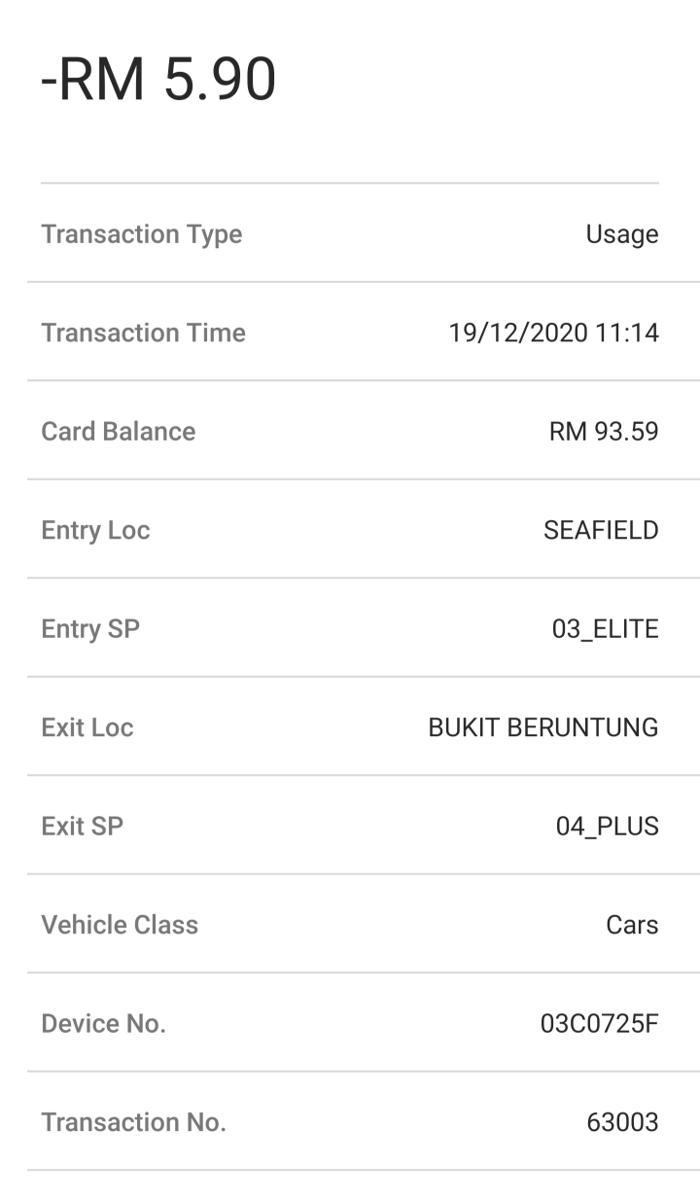 -RM 5.90
Transaction Type Usage
Transaction Time 19/12/2020 11:14
Card Balance RM 93.59
Entry Loc SEAFIELD
Entry SP 03_ELITE
Exit Loc BUKIT BERUNTUNG
Exit SP 04_PLUS
Vehicle Class Cars
Device No. 03C0725F
Transaction No. 63003